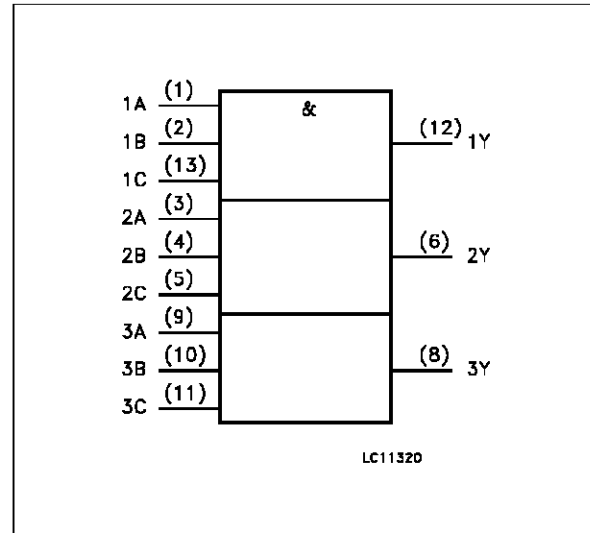 1A (1)
&
1B (2)
(12) 1Y
1C (13)
2A (3)
2B (4)
(6) 2Y
2C (5)
3A (9)
3B (10)
(8) 3Y
3C (11)
LC11320